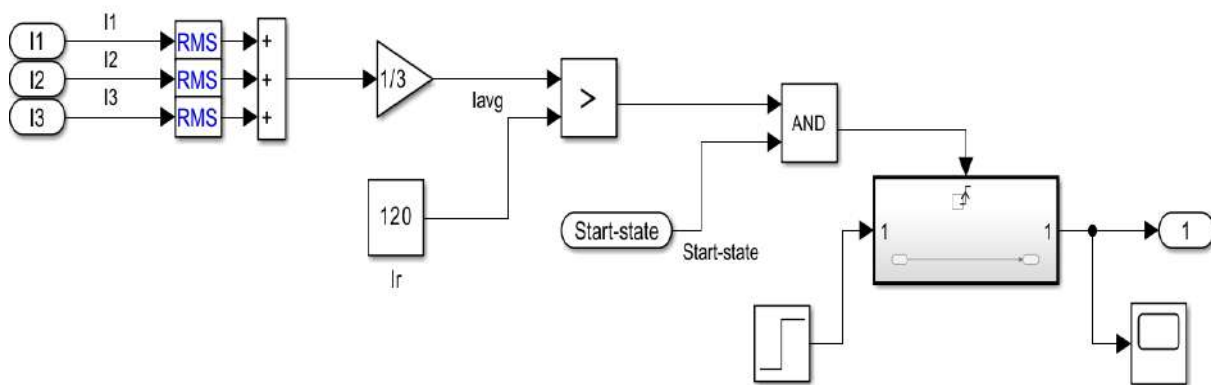 I1 I1 RMS +
I2 I2 RMS +
I3 I3 RMS +
1/3
Iavg
>
AND
120
Ir
Start-state
Start-state
1 1
1